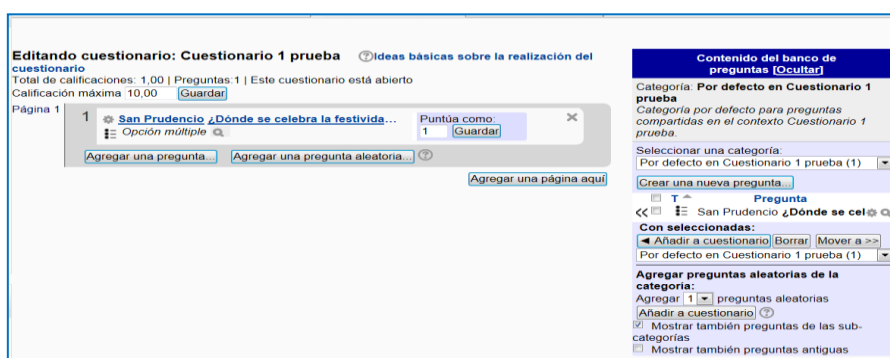 Editando cuestionario: Cuestionario 1 prueba Ideas básicas sobre la realización del
cuestionario
Total de calificaciones: 1,00 | Preguntas:1 | Este cuestionario está abierto
Calificación máxima 10,00 Guardar
Página 1
1 San Prudencio ¿Dónde se celebra la festivida...
Opción múltiple
Puntúa como:
1 Guardar
Agregar una pregunta... Agregar una pregunta aleatoria...
Agregar una página aquí
Contenido del banco de
preguntas [Ocultar]
Categoría: Por defecto en Cuestionario 1
prueba
Categoría por defecto para preguntas
compartidas en el contexto Cuestionario 1
prueba.
Seleccionar una categoría:
Por defecto en Cuestionario 1 prueba (1)
Crear una nueva pregunta...
T Pregunta
<< San Prudencio ¿Dónde se cel
Con seleccionadas:
◄ Añadir a cuestionario Borrar Mover a >>
Por defecto en Cuestionario 1 prueba (1)
Agregar preguntas aleatorias de la
categoría:
Agregar 1 preguntas aleatorias
Añadir a cuestionario
Mostrar también preguntas de las sub-
categorías
Mostrar también preguntas antiguas